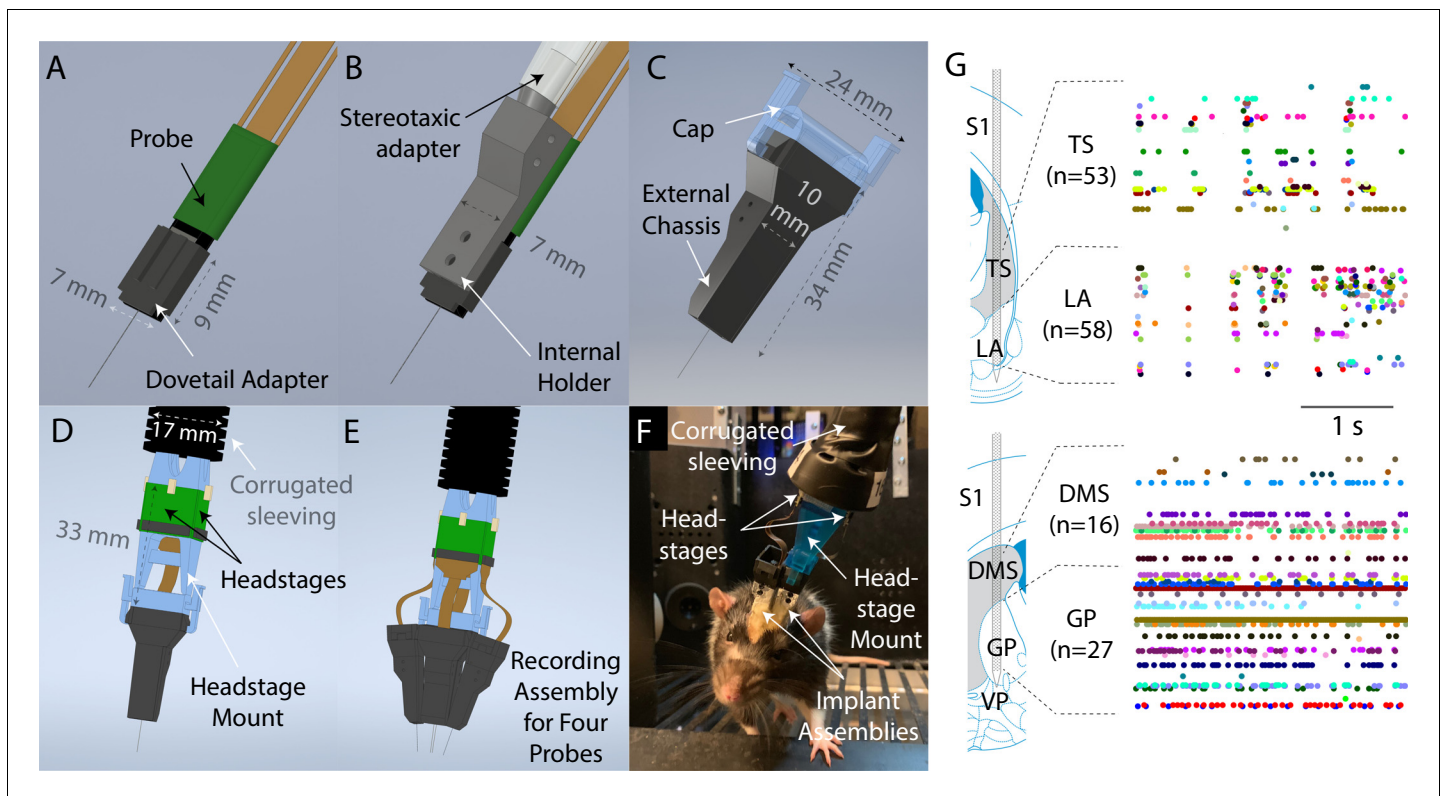 A
Probe
7 mm
9 mm
Dovetail Adapter
B
Stereotaxic
adapter
7 mm
Internal
Holder
C
24 mm
Cap
External
Chassis
10
mm
34 mm
D
17 mm
Corrugated
sleeving
33 mm
Headstages
Headstage
Mount
E
Recording
Assembly
for Four
Probes
F
Corrugated
sleeving
Head-
stages
Head-
stage
Mount
Implant
Assemblies
G
S1
TS
LA
TS
(n=53)
LA
(n=58)
1 s
S1
DMS
GP
VP
DMS
(n=16)
GP
(n=27